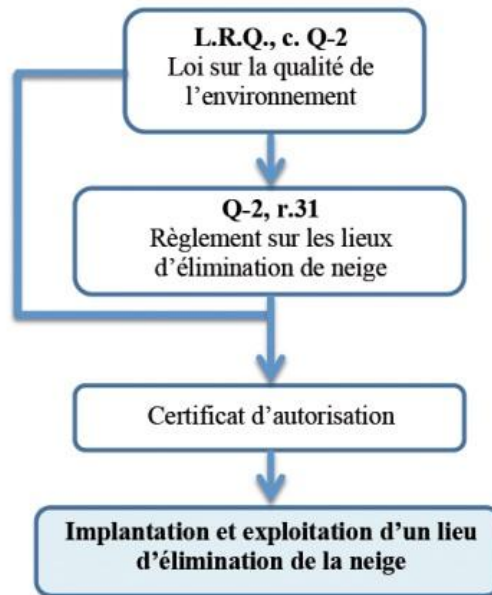 L.R.Q., c. Q-2
Loi sur la qualité de
l'environnement
Q-2, r.31
Règlement sur les lieux
d'élimination de neige
Certificat d'autorisation
Implantation et exploitation d'un lieu
d'élimination de la neige